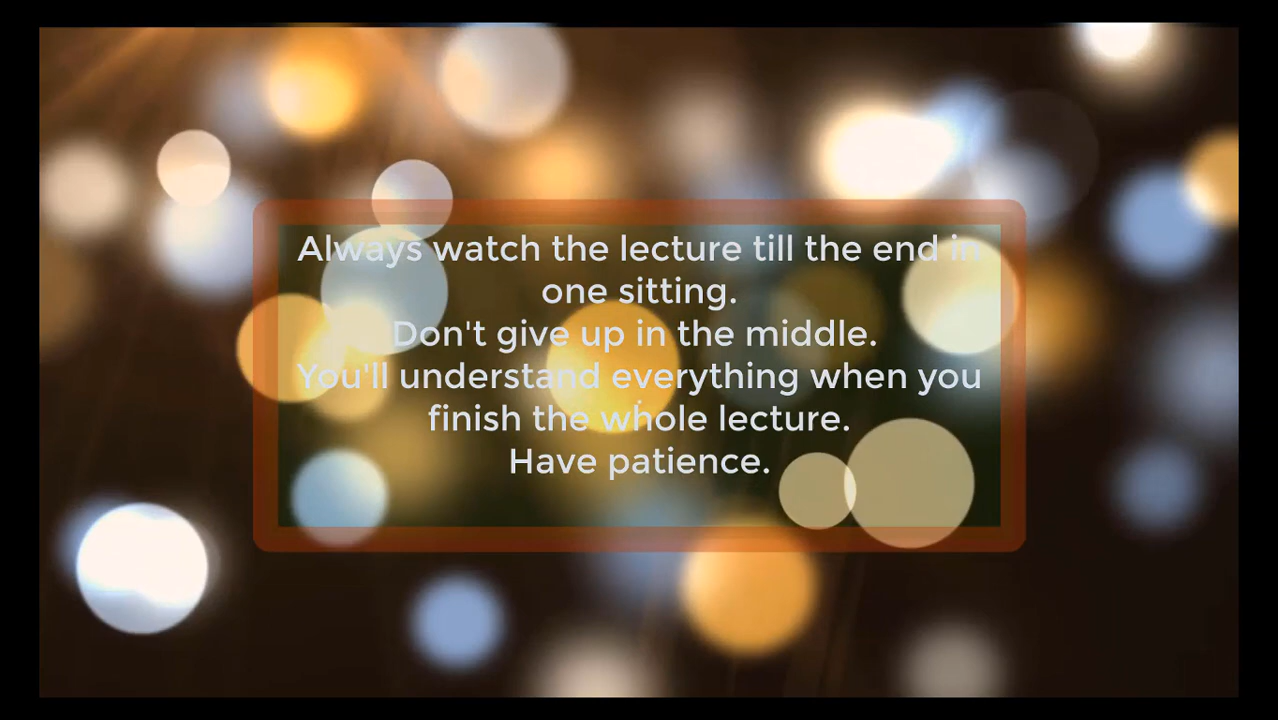 Always watch the lecture till the end in
one sitting.
Don't give up in the middle.
You'll understand everything when you
finish the whole lecture.
Have patience.